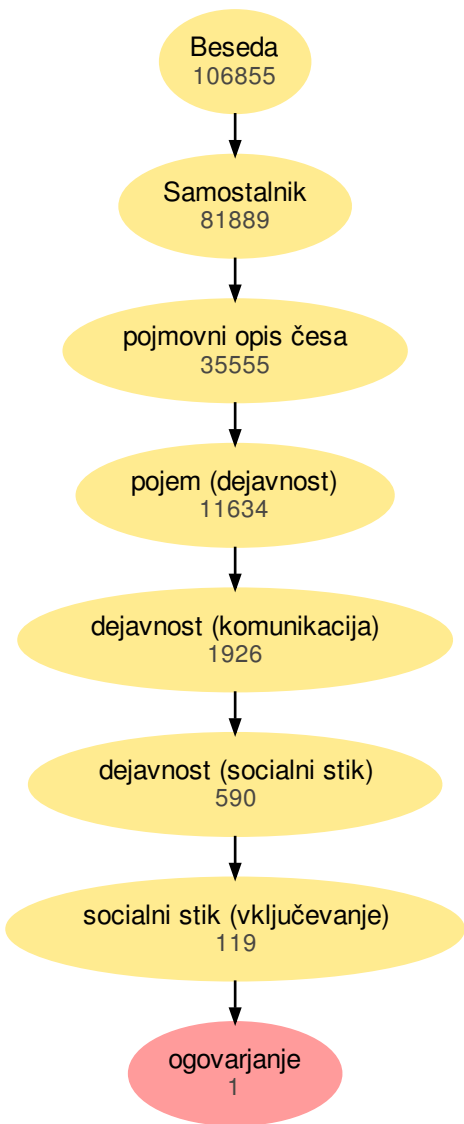 Beseda
106855
Samostalnik
81889
pojmovni opis česa
35555
pojem (dejavnost)
11634
dejavnost (komunikacija)
1926
dejavnost (socialni stik)
590
socialni stik (vključevanje)
119
ogovarjanje
1